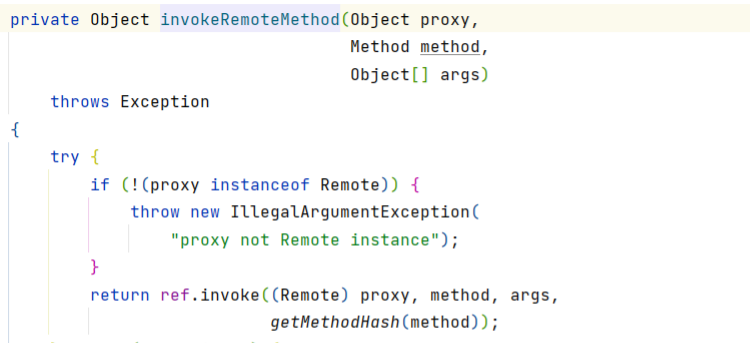 private Object invokeRemoteMethod(Object proxy,
Method method,
Object[] args)
throws Exception
{
try {
if (!(proxy instanceof Remote)) {
throw new IllegalArgumentException(
"proxy not Remote instance");
}
return ref.invoke((Remote) proxy, method, args,
getMethodHash(method));